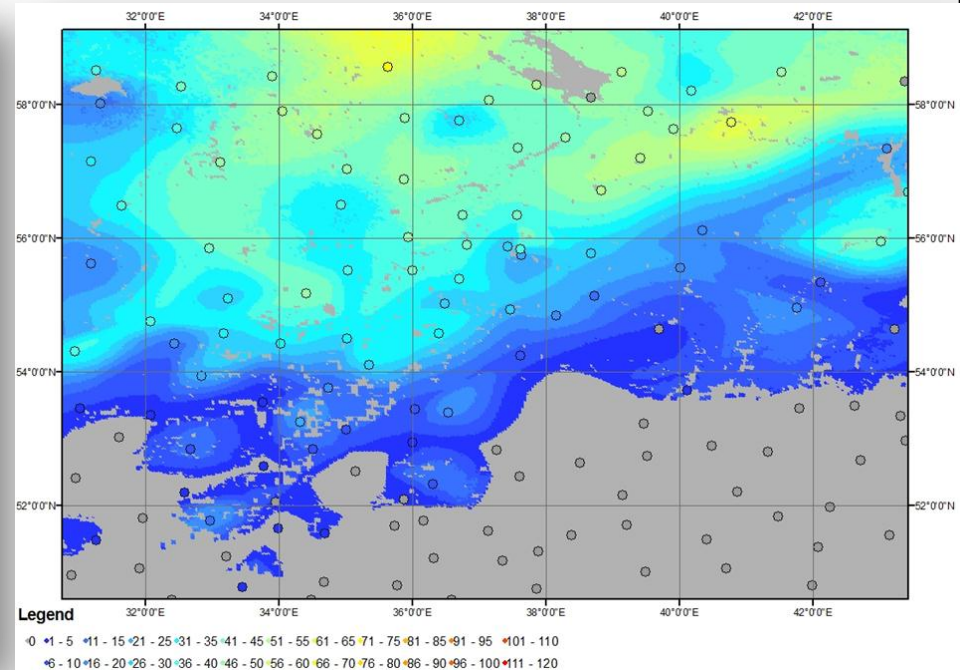 32°0'0"E 34°0'0"E 36°0'0"E 38°0'0"E 40°0'0"E 42°0'0"E
58°0'0"N 58°0'0"N
56°0'0"N 56°0'0"N
54°0'0"N 54°0'0"N
52°0'0"N 52°0'0"N
32°0'0"E 34°0'0"E 36°0'0"E 38°0'0"E 40°0'0"E 42°0'0"E
Legend
0 1 - 5 11 - 15 21 - 25 31 - 35 41 - 45 51 - 55 61 - 65 71 - 75 81 - 85 91 - 95 101 - 110
6 - 10 16 - 20 26 - 30 36 - 40 46 - 50 56 - 60 66 - 70 76 - 80 86 - 90 96 - 100 111 - 120